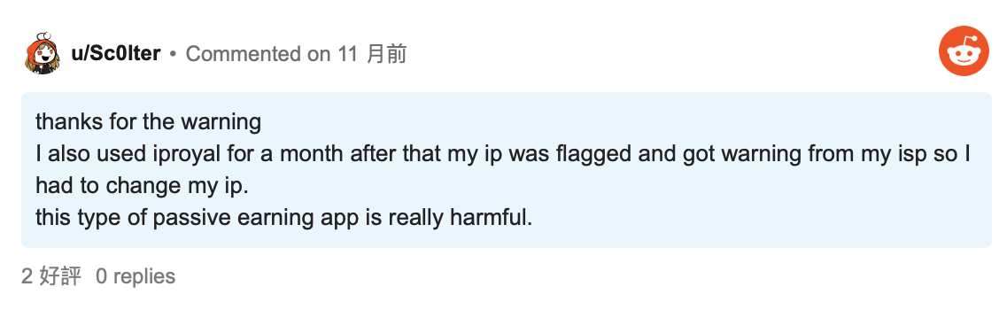 u/Sc0lter • Commented on 11 月前
thanks for the warning
I also used iproyal for a month after that my ip was flagged and got warning from my isp so I
had to change my ip.
this type of passive earning app is really harmful.
2 好評 0 replies